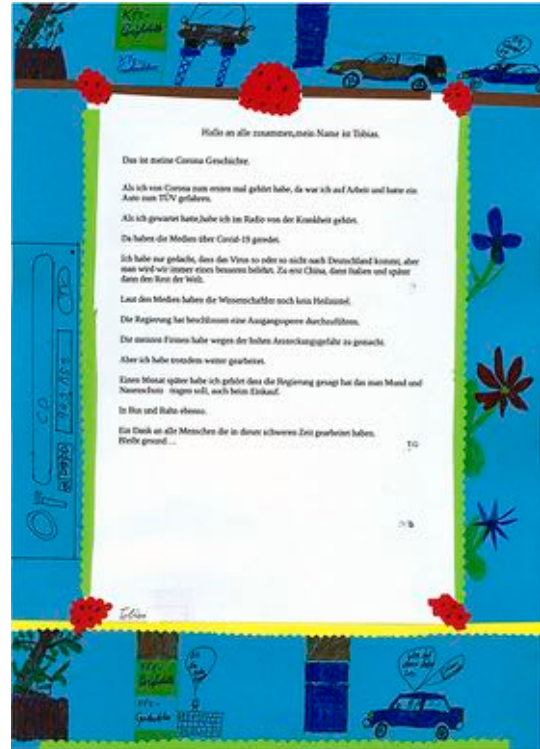 Kfz-
Hallo an alle zusammen,mein Name ist Tobias.
Das ist meine Corona Geschichte.
Als ich von Corona zum ersten mal gehört habe, da war ich auf Arbeit und hatte ein
Auto zum TÜV gefahren.
Als ich gewartet hatte,habe ich im Radio von der Krankheit gehört.
Da haben die Medien über Covid-19 geredet.
Ich habe nur gedacht, dass das Virus so oder so nicht nach Deutschland kommt, aber
man wird wir immer eines besseren belehrt. Zu erst China, dann Italien und später
dann den Rest der Welt.
Laut den Medien haben die Wissenschaftler noch kein Heilmittel.
Die Regierung hat beschlossen eine Ausgangssperre durchzuführen.
Die meisten Firmen habe wegen der hohen Ansteckungsgefahr zu gemacht.
Aber ich habe trotzdem weiter gearbeitet.
Einen Monat später habe ich gehört dass die Regierung gesagt hat das man Mund und
Nasenschutz tragen soll, auch beim Einkauf.
In Bus und Bahn ebenso.
Ein Dank an alle Menschen die in dieser schweren Zeit gearbeitet haben.
Bleibt gesund ...
T.G
CD
Tobias
Kfz-